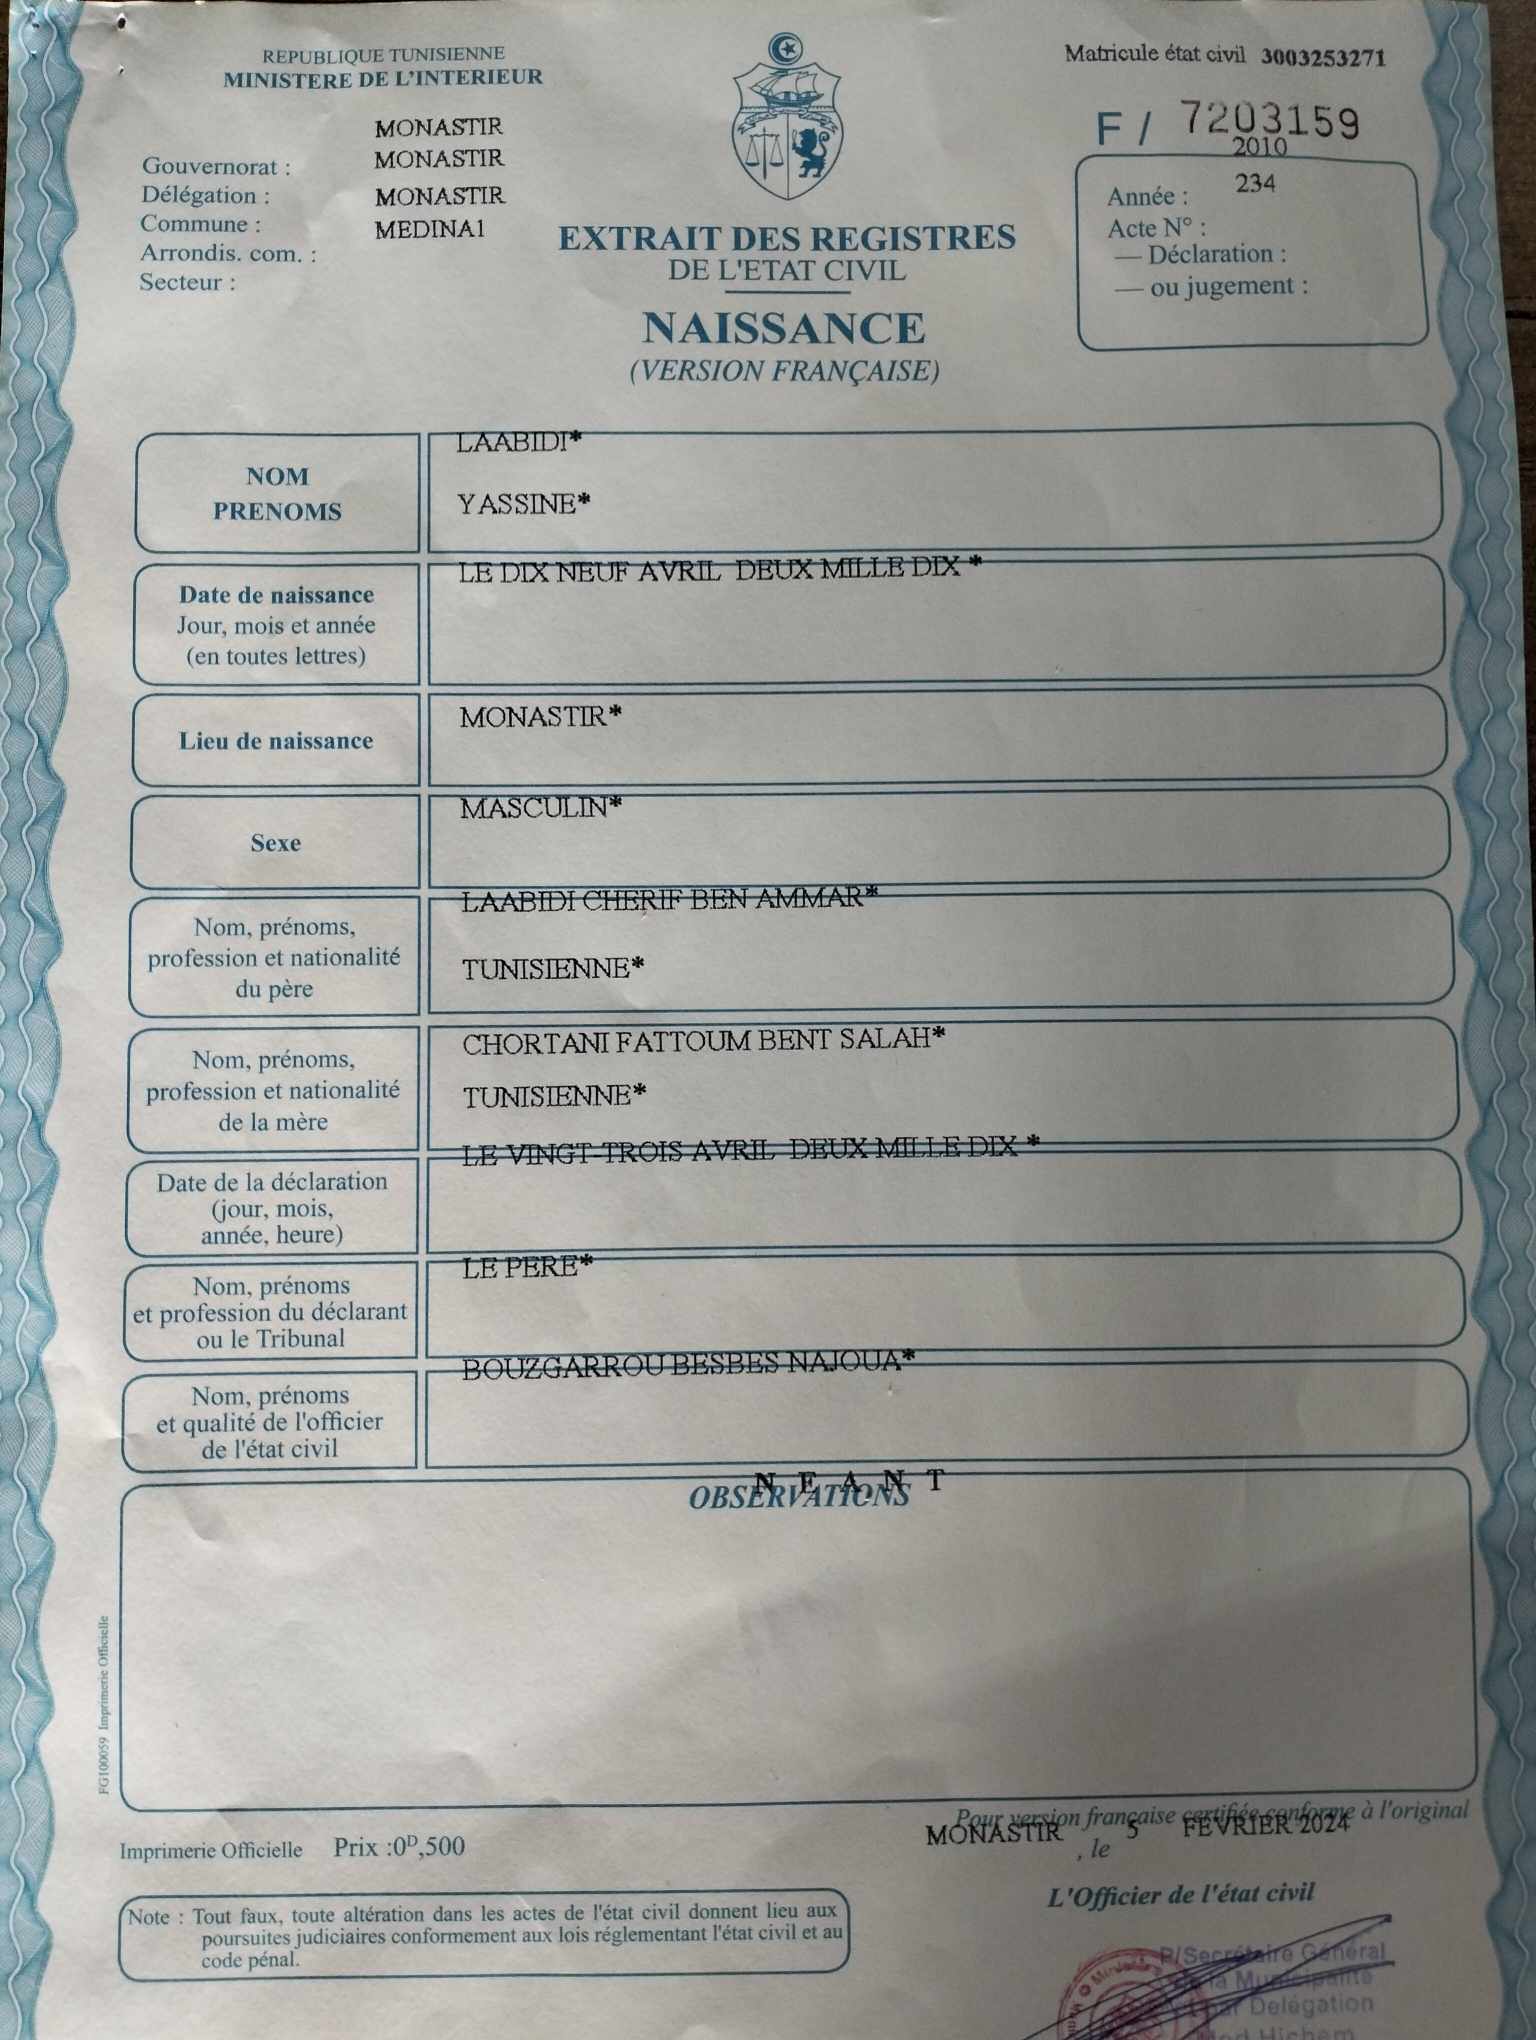 REPUBLIQUE TUNISIENNE
MINISTERE DE L'INTERIEUR
MONASTIR
MONASTIR
Gouvernorat :
Délégation :
MONASTIR
Commune :
MEDINA1
Arrondis. com. :
Secteur :
Matricule état civil 3003253271
F / 7203159
2010
Année : 234
Acte N° :
— Déclaration :
— ou jugement :
EXTRAIT DES REGISTRES
DE L'ETAT CIVIL
NAISSANCE
(VERSION FRANÇAISE)
NOM
PRENOMS
LAABIDI*
YASSINE*
Date de naissance
Jour, mois et année
(en toutes lettres)
LE DIX NEUF AVRIL DEUX MILLE DIX *
Lieu de naissance
MONASTIR*
Sexe
MASCULIN*
Nom, prénoms,
profession et nationalité
du père
LAABIDI CHERIF BEN AMMAR*
TUNISIENNE*
Nom, prénoms,
profession et nationalité
de la mère
CHORTANI FATTOUM BENT SALAH*
TUNISIENNE*
Date de la déclaration
(jour, mois,
année, heure)
LE VINGT-TROIS AVRIL DEUX MILLE DIX *
Nom, prénoms
et profession du déclarant
ou le Tribunal
LE PERE*
Nom, prénoms
et qualité de l'officier
de l'état civil
BOUZGARROU BESBES NAJOUA*
N E A N T
OBSERVATIONS
FG100059 Imprimerie Officielle
Pour version française certifiée conforme à l'original
MONASTIR , le 5 FEVRIER 2024
Imprimerie Officielle Prix :0D,500
L'Officier de l'état civil
Note : Tout faux, toute altération dans les actes de l'état civil donnent lieu aux
poursuites judiciaires conformement aux lois réglementant l'état civil et au
code pénal.
P/Secrétaire Général
de la Municipalité
par Delégation
Hichem